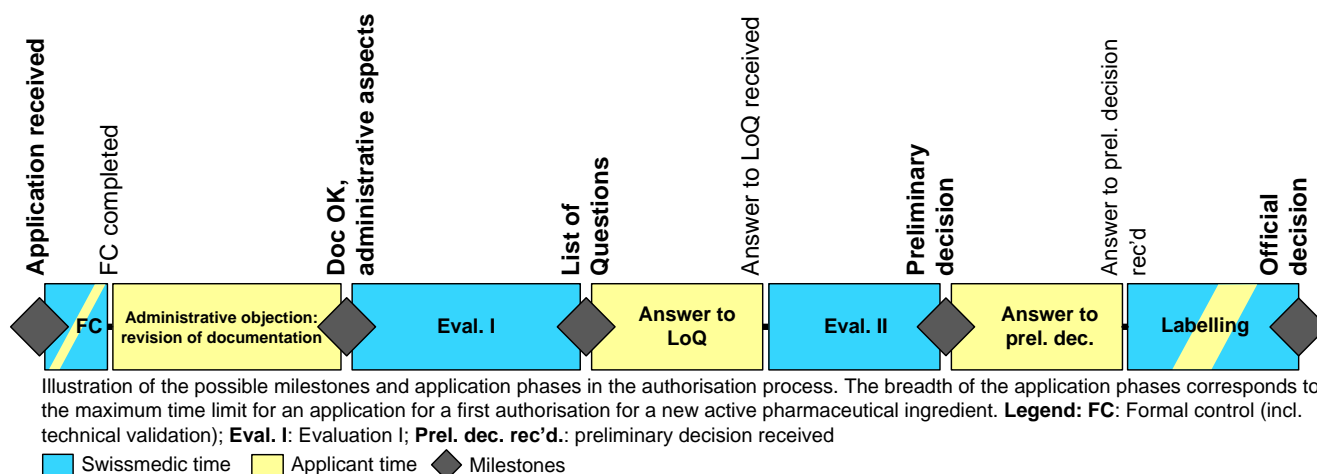 Application received
FC completed
Doc OK,
administrative aspects
List of
Questions
Answer to LoQ received
Preliminary
decision
Answer to prel. decision
rec'd
Official
decision
FC
Administrative objection:
revision of documentation
Eval. I
Answer to
LoQ
Eval. II
Answer to
prel. dec.
Labelling
Illustration of the possible milestones and application phases in the authorisation process. The breadth of the application phases corresponds to
the maximum time limit for an application for a first authorisation for a new active pharmaceutical ingredient. Legend: FC: Formal control (incl.
technical validation); Eval. I: Evaluation I; Prel. dec. rec'd.: preliminary decision received
Swissmedic time
Applicant time
Milestones